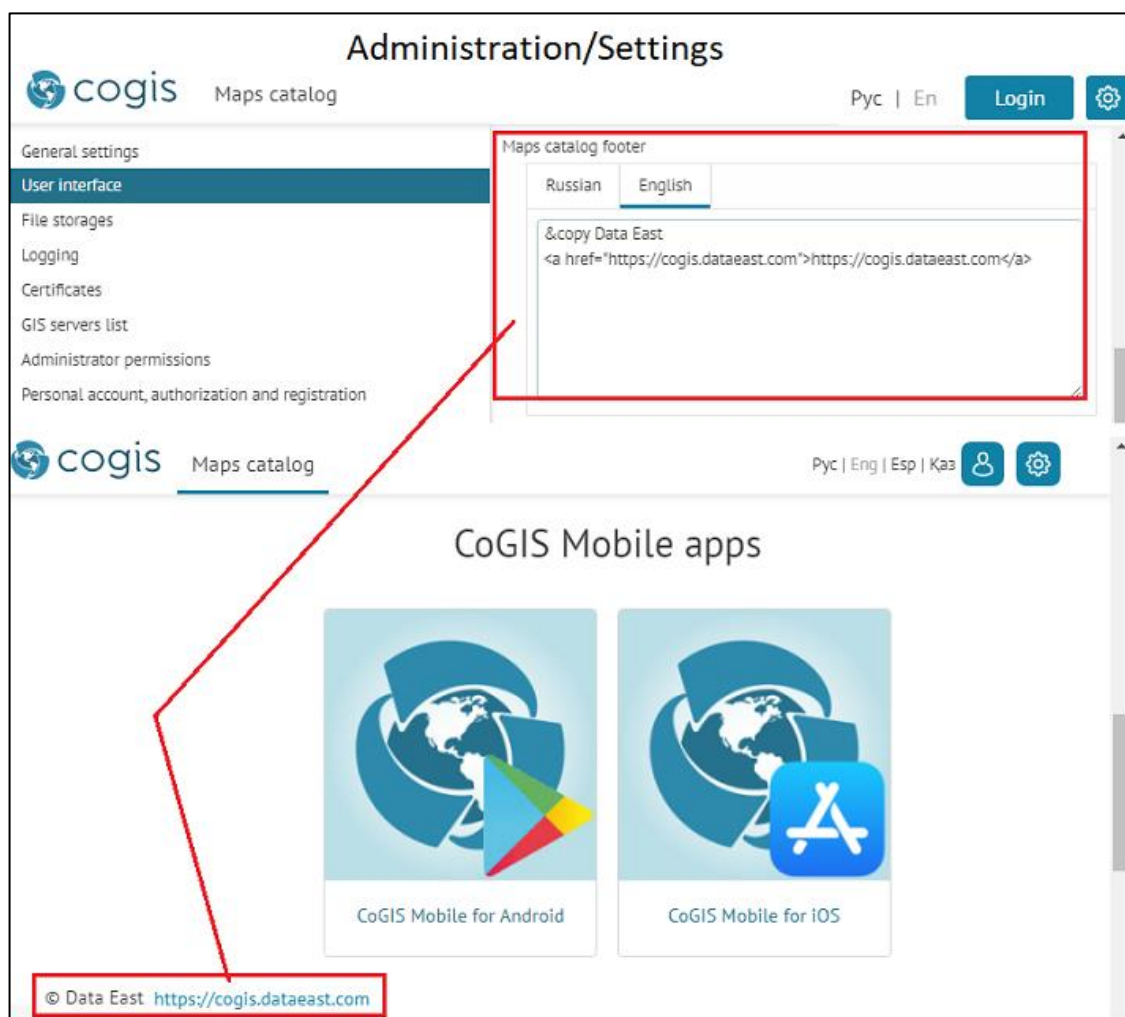 Administration/Settings
cogis Maps catalog Рус | En Login
General settings
User interface
File storages
Logging
Certificates
GIS servers list
Administrator permissions
Personal account, authorization and registration
Maps catalog footer
Russian English
&copy Data East
<a href="https://cogis.dataeast.com">https://cogis.dataeast.com</a>
cogis Maps catalog Рус | Eng | Esp | Қаз
CoGIS Mobile apps
CoGIS Mobile for Android CoGIS Mobile for iOS
© Data East https://cogis.dataeast.com